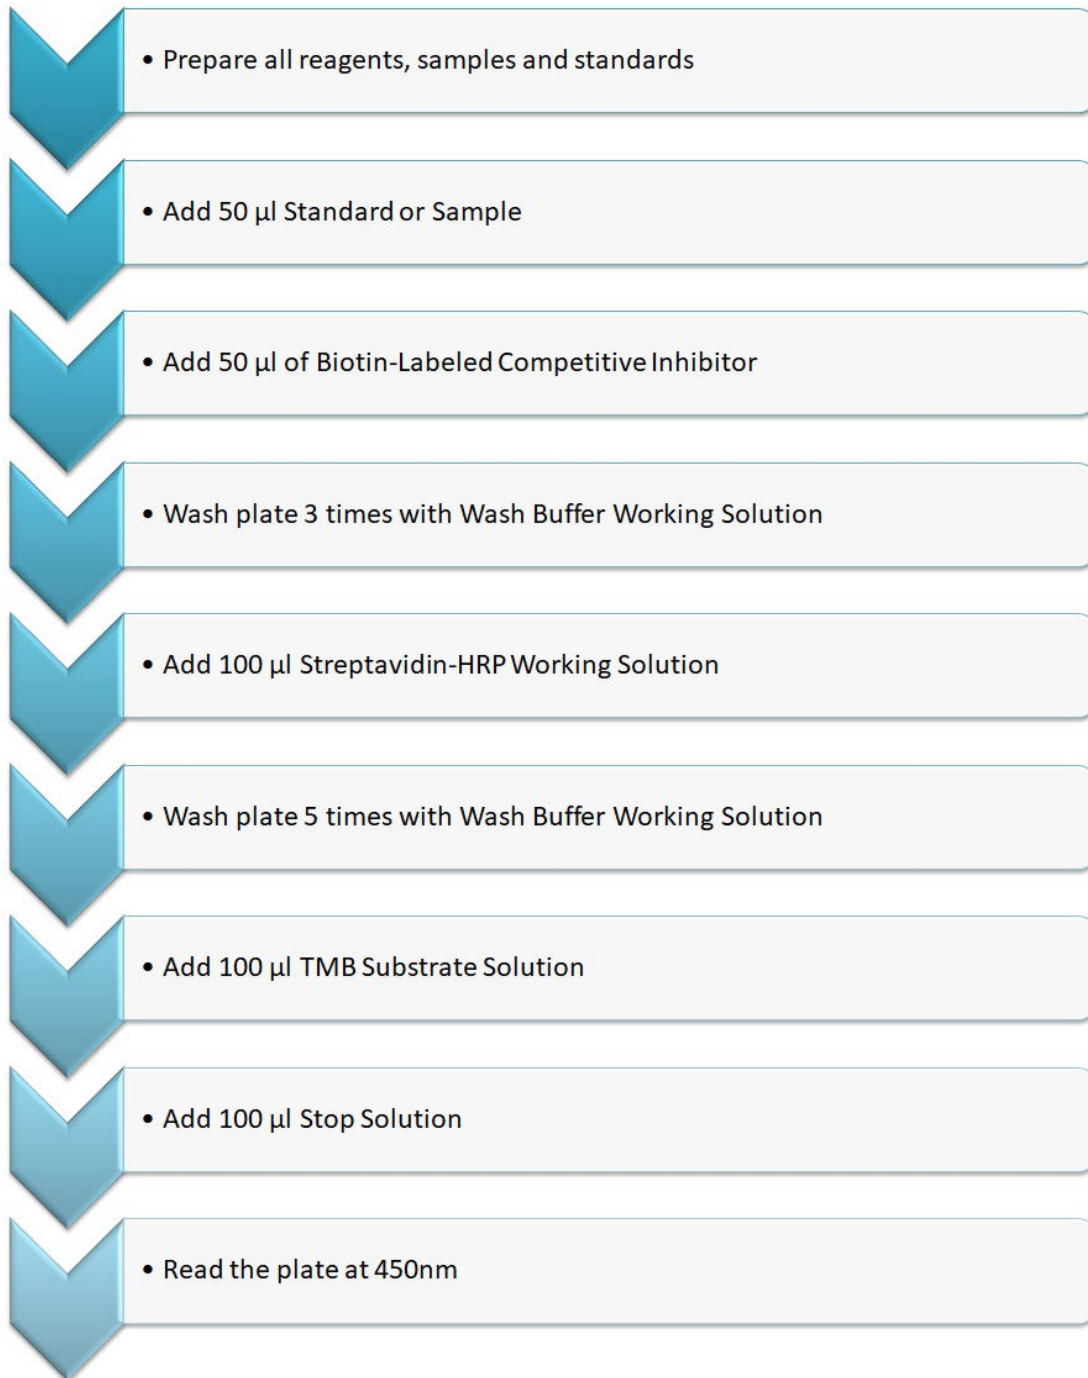 • Prepare all reagents, samples and standards
• Add 50 µl Standard or Sample
• Add 50 µl of Biotin-Labeled Competitive Inhibitor
• Wash plate 3 times with Wash Buffer Working Solution
• Add 100 µl Streptavidin-HRP Working Solution
• Wash plate 5 times with Wash Buffer Working Solution
• Add 100 µl TMB Substrate Solution
• Add 100 µl Stop Solution
• Read the plate at 450nm